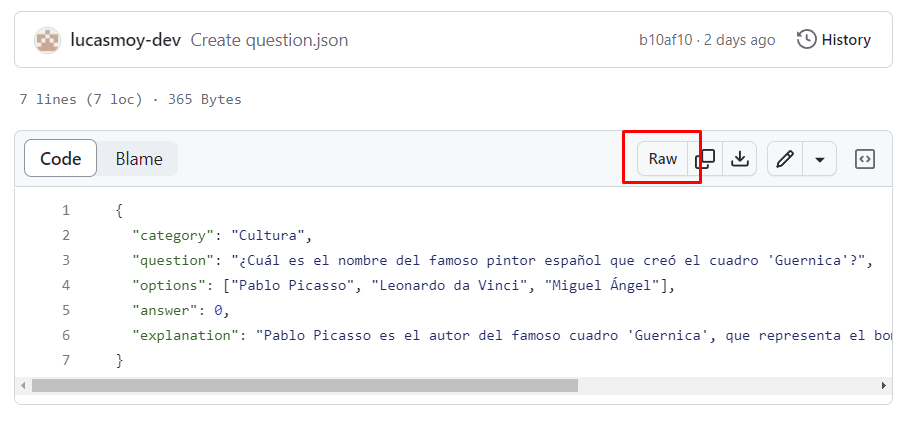 lucasmoy-dev Create question.json b10af10 · 2 days ago History
7 lines (7 loc) · 365 Bytes
Code Blame Raw
1 {
2 "category": "Cultura",
3 "question": "¿Cuál es el nombre del famoso pintor español que creó el cuadro 'Guernica'?",
4 "options": ["Pablo Picasso", "Leonardo da Vinci", "Miguel Ángel"],
5 "answer": 0,
6 "explanation": "Pablo Picasso es el autor del famoso cuadro 'Guernica', que representa el
7 }